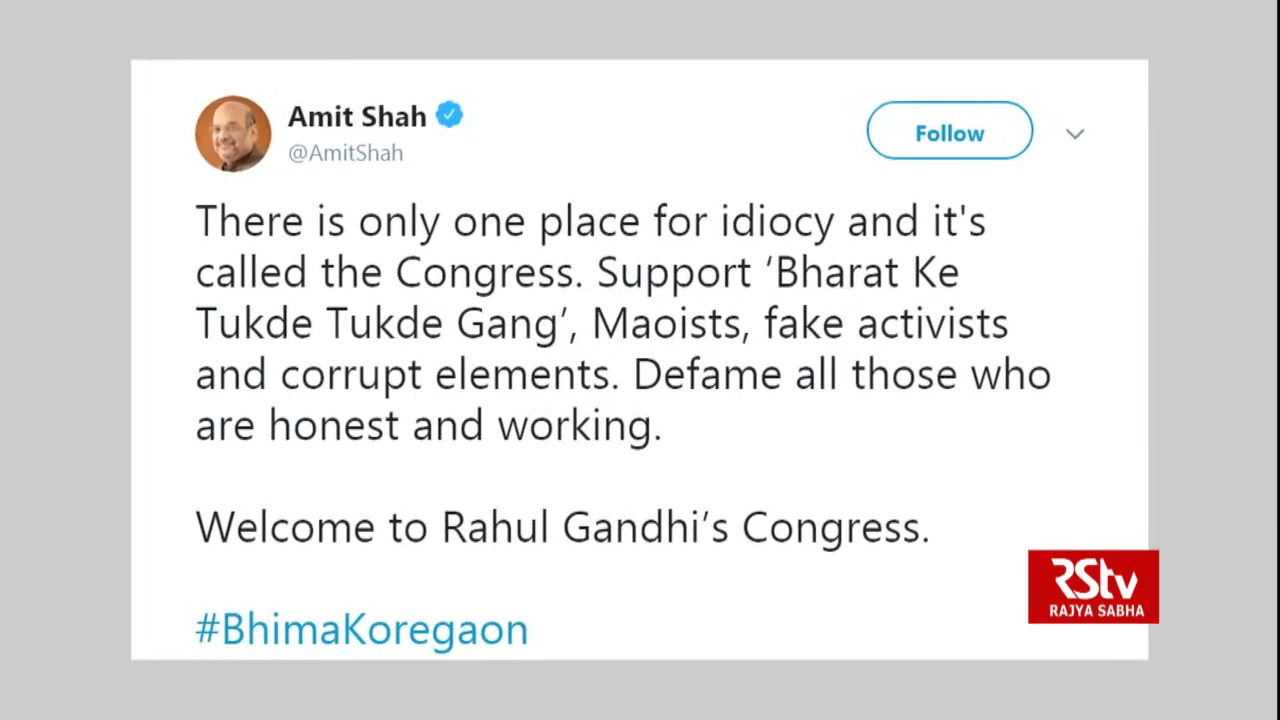 Amit Shah
@AmitShah
Follow
There is only one place for idiocy and it's
called the Congress. Support ‘Bharat Ke
Tukde Tukde Gang’, Maoists, fake activists
and corrupt elements. Defame all those who
are honest and working.
Welcome to Rahul Gandhi’s Congress.
#BhimaKoregaon
RStv
RAJYA SABHA